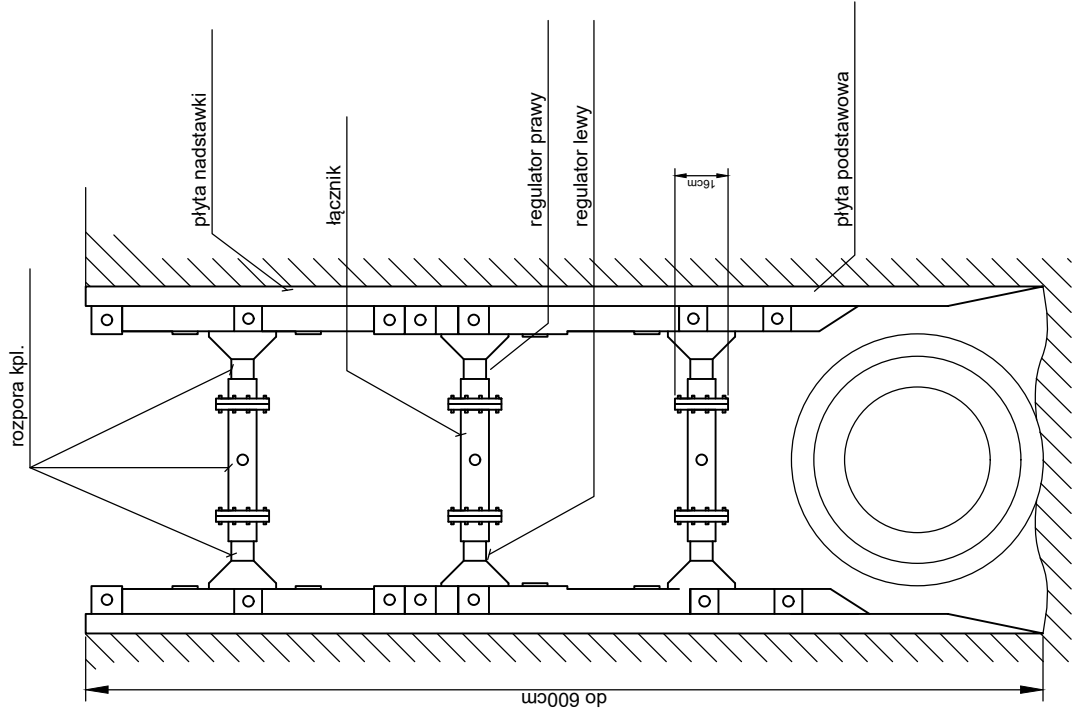 rozpora kpl.
płyta nadstawki
łącznik
regulator prawy
regulator lewy
16cm
płyta podstawowa
do 600cm